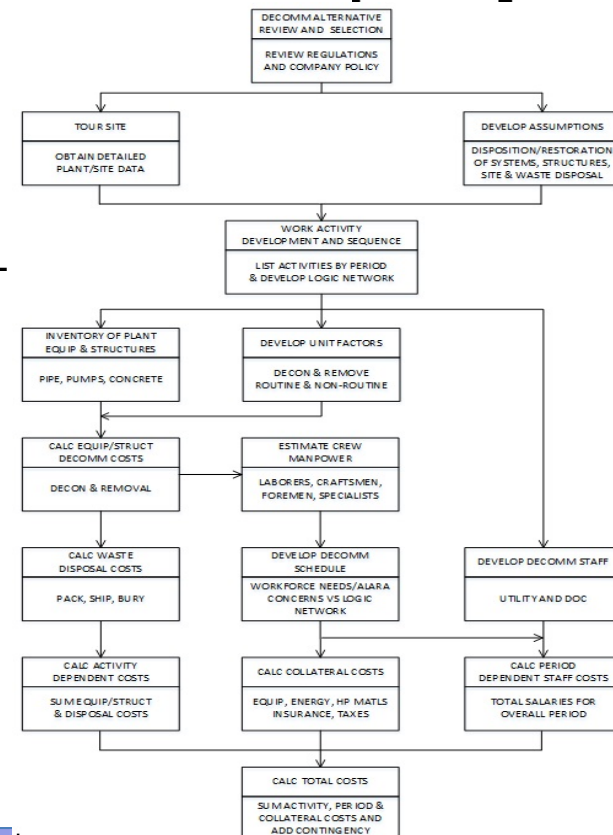 DECOMM ALTERNATIVE
REVIEW AND SELECTION
REVIEW REGULATIONS
AND COMPANY POLICY
TOUR SITE
OBTAIN DETAILED
PLANT/SITE DATA
DEVELOP ASSUMPTIONS
DISPOSITION/RESTORATION
OF SYSTEMS, STRUCTURES,
SITE & WASTE DISPOSAL
WORK ACTIVITY
DEVELOPMENT AND SEQUENCE
LIST ACTIVITIES BY PERIOD
& DEVELOP LOGIC NETWORK
INVENTORY OF PLANT
EQUIP & STRUCTURES
PIPE, PUMPS, CONCRETE
DEVELOP UNIT FACTORS
DECON & REMOVE
ROUTINE & NON-ROUTINE
CALC EQUIP/STRUCT
DECOMM COSTS
DECON & REMOVAL
ESTIMATE CREW
MANPOWER
LABORERS, CRAFTSMEN,
FOREMEN, SPECIALISTS
CALC WASTE
DISPOSAL COSTS
PACK, SHIP, BURY
DEVELOP DECOMM
SCHEDULE
WORKFORCE NEEDS/ALARA
CONCERNS VS LOGIC
NETWORK
DEVELOP DECOMM STAFF
UTILITY AND DOC
CALC ACTIVITY
DEPENDENT COSTS
SUM EQUIP/STRUCT
& DISPOSAL COSTS
CALC COLLATERAL COSTS
EQUIP, ENERGY, HP MATLS
INSURANCE, TAXES
CALC PERIOD
DEPENDENT STAFF COSTS
TOTAL SALARIES FOR
OVERALL PERIOD
CALC TOTAL COSTS
SUM ACTIVITY, PERIOD &
COLLATERAL COSTS AND
ADD CONTINGENCY